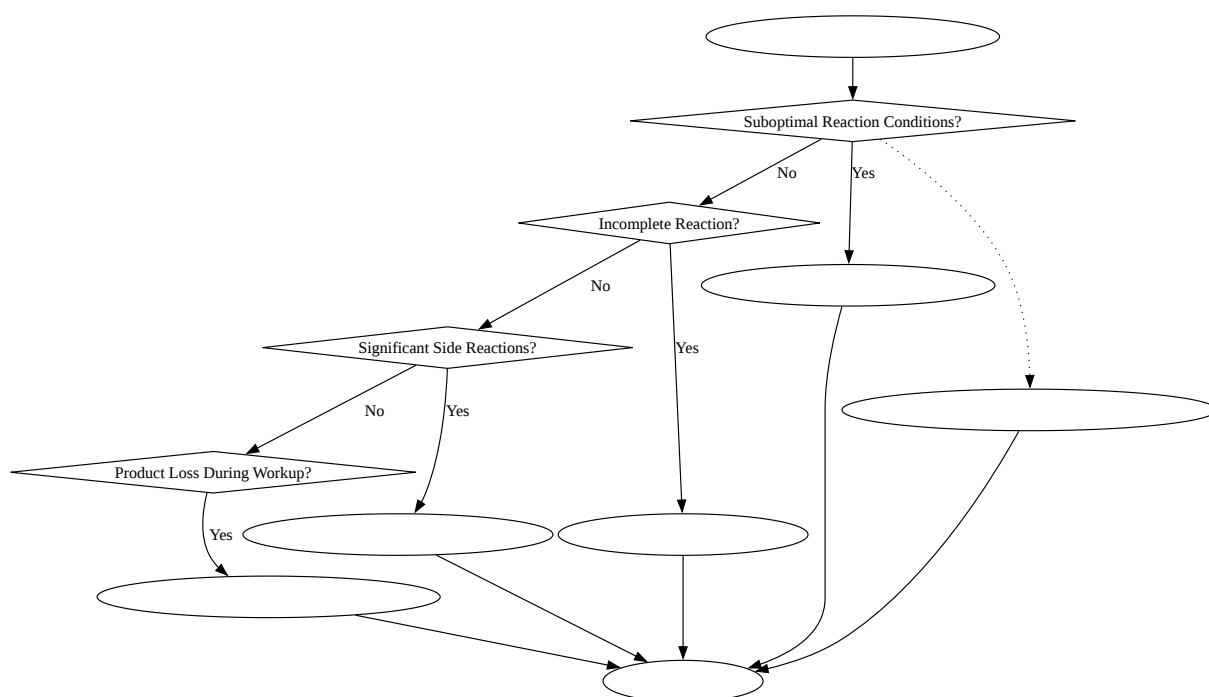 Suboptimal Reaction Conditions?
No
Yes
Incomplete Reaction?
No
Yes
Significant Side Reactions?
No
Yes
Product Loss During Workup?
Yes